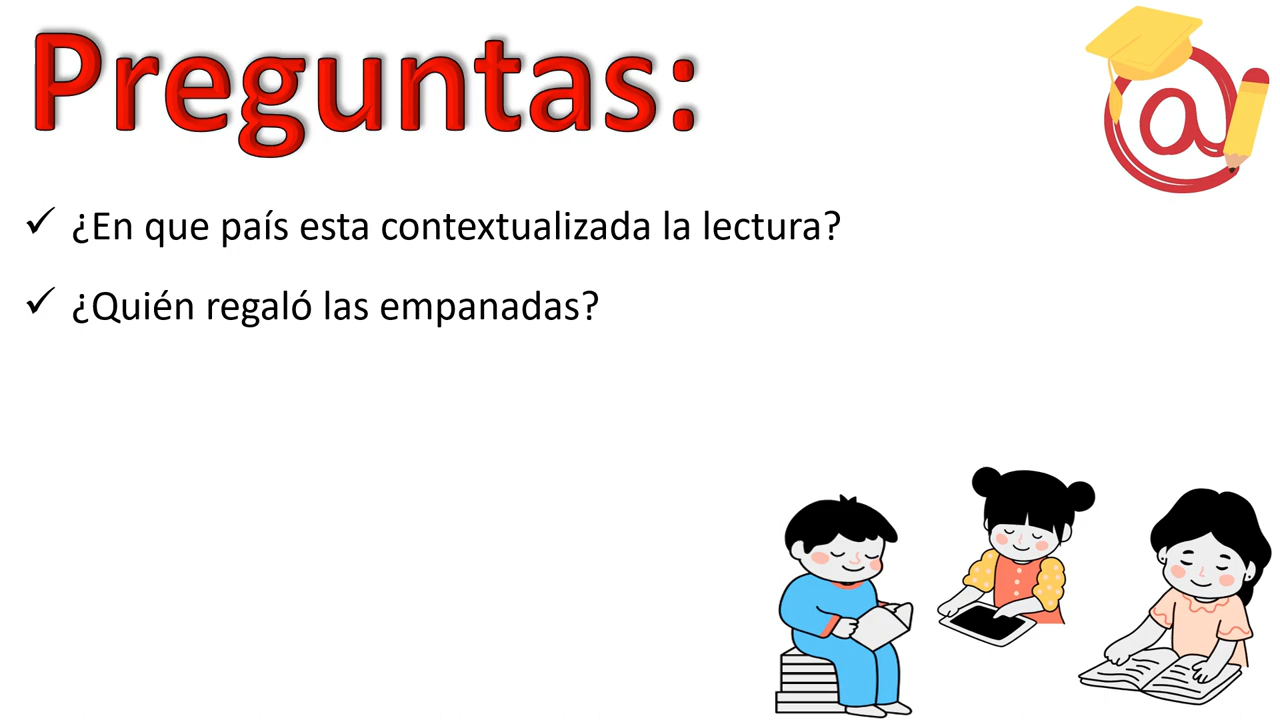 Preguntas:
✓ ¿En que país esta contextualizada la lectura?
✓ ¿Quién regaló las empanadas?